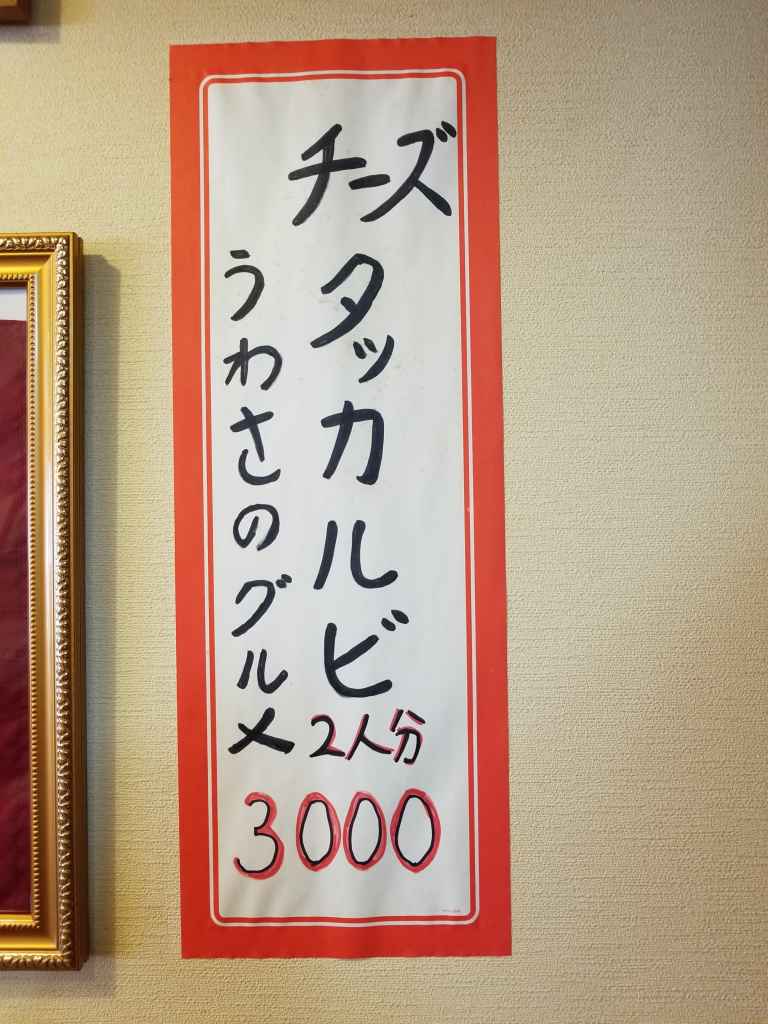 チーズ
タッカルビ
2人分
うわさのグルメ
3000